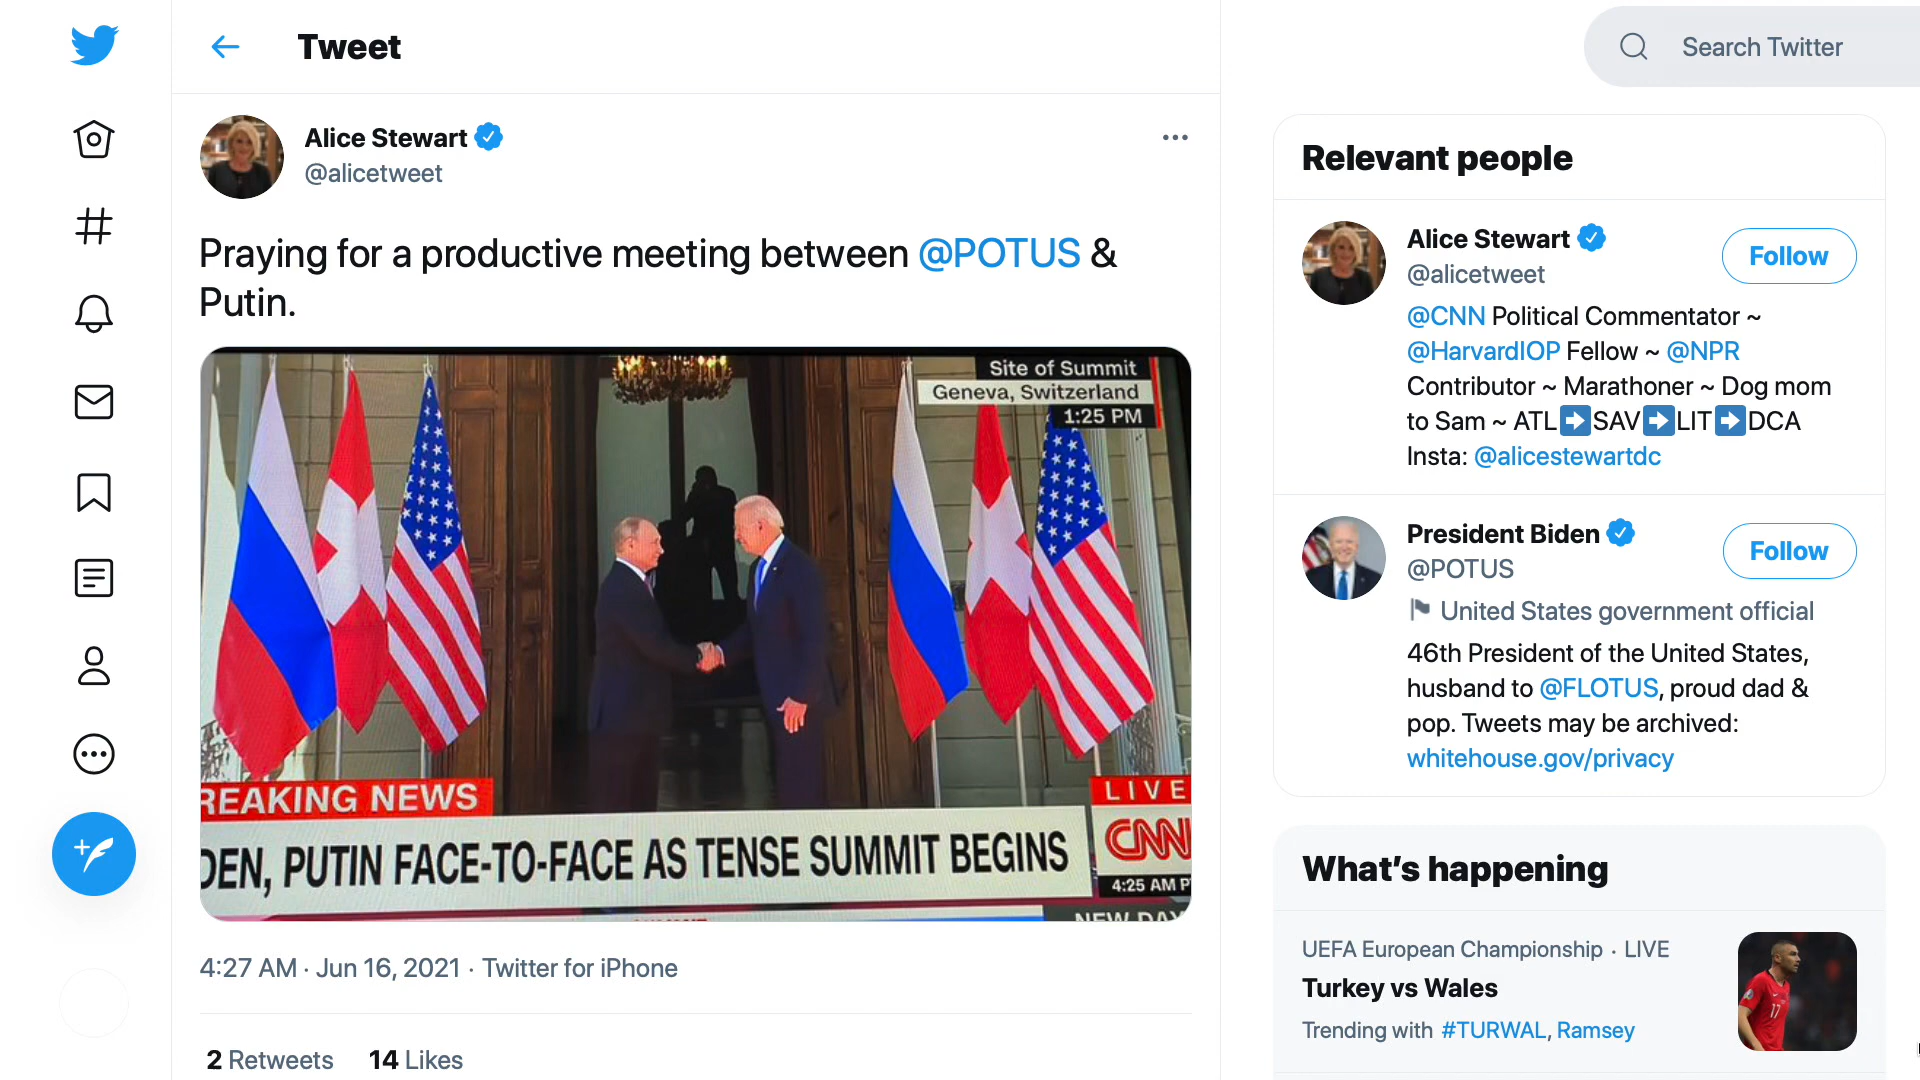 Tweet
Search Twitter
Alice Stewart
@alicetweet
Praying for a productive meeting between @POTUS &
Putin.
Site of Summit
Geneva, Switzerland
1:25 PM
REAKING NEWS
DEN, PUTIN FACE-TO-FACE AS TENSE SUMMIT BEGINS
LIVE
CNN
4:25 AM P
NEW DAY
4:27 AM · Jun 16, 2021 · Twitter for iPhone
2 Retweets 14 Likes
Relevant people
Alice Stewart
@alicetweet
Follow
@CNN Political Commentator ~
@HarvardIOP Fellow ~ @NPR
Contributor ~ Marathoner ~ Dog mom
to Sam ~ ATL➡️SAV➡️LIT➡️DCA
Insta: @alicestewartdc
President Biden
@POTUS
Follow
United States government official
46th President of the United States,
husband to @FLOTUS, proud dad &
pop. Tweets may be archived:
whitehouse.gov/privacy
What's happening
UEFA European Championship · LIVE
Turkey vs Wales
Trending with #TURWAL, Ramsey
17